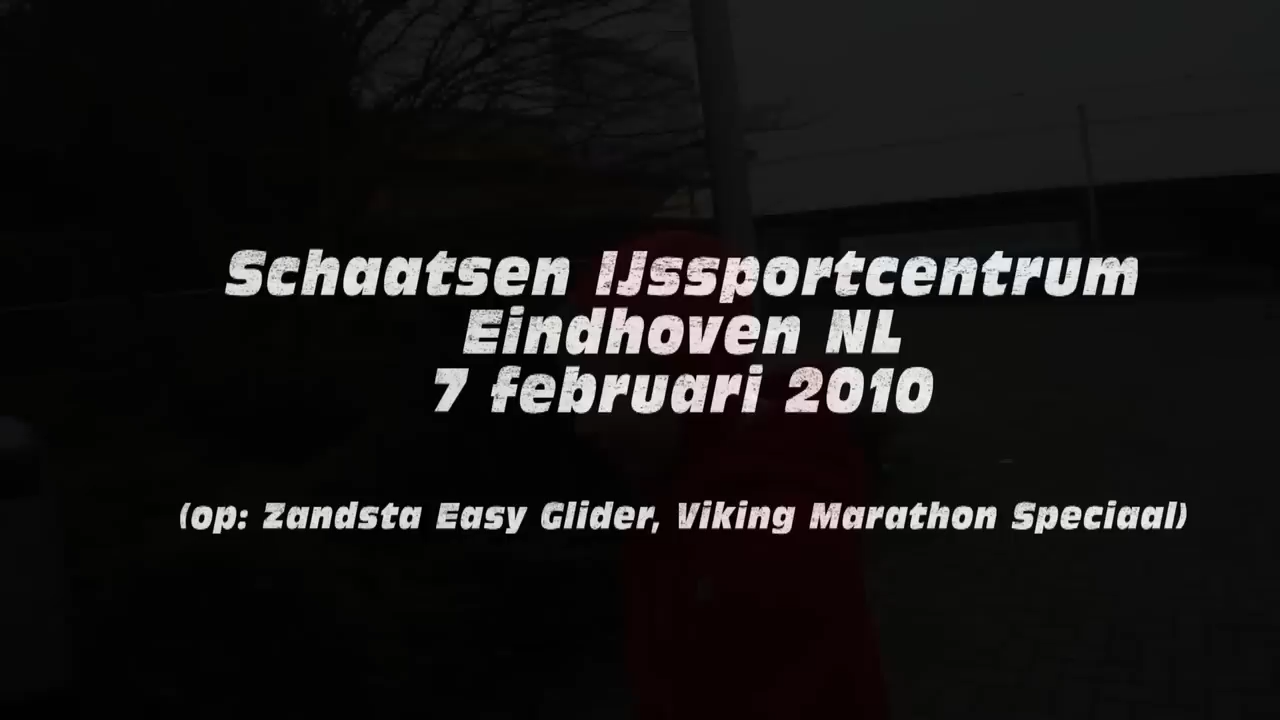 Schaatsen IJssportcentrum
Eindhoven NL
7 februari 2010
(op: Zandsta Easy Glider, Viking Marathon Speciaal)